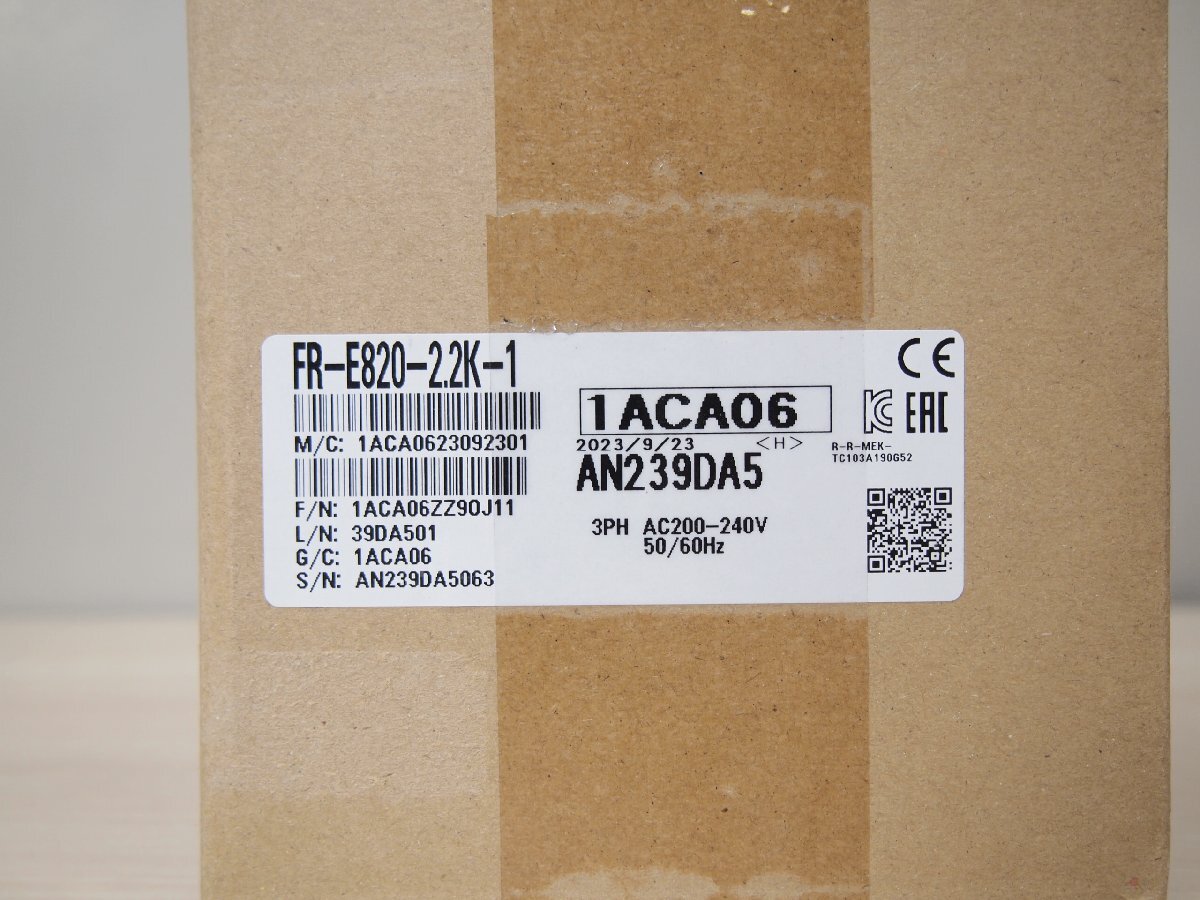 FR-E820-2.2K-1
M/C: 1ACA0623092301
F/N: 1ACA06ZZ90J11
L/N: 39DA501
G/C: 1ACA06
S/N: AN239DA5063
1ACA06
2023/9/23 <H>
AN239DA5
3PH AC200-240V
50/60Hz
CE
KC EAC
R-R-MEK-
TC103A190G52